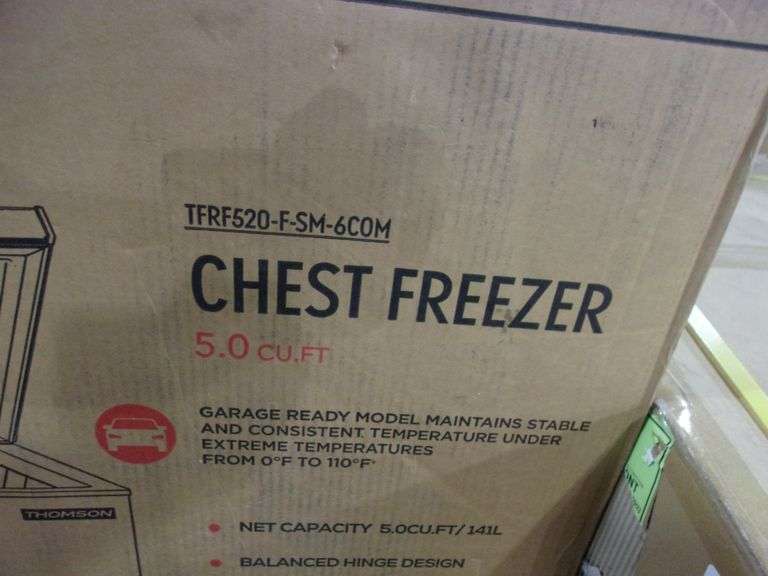 TFRF520-F-SM-6COM
CHEST FREEZER
5.0 CU.FT
GARAGE READY MODEL MAINTAINS STABLE
AND CONSISTENT TEMPERATURE UNDER
EXTREME TEMPERATURES
FROM 0°F TO 110°F
THOMSON
• NET CAPACITY 5.0CU.FT/141L
• BALANCED HINGE DESIGN